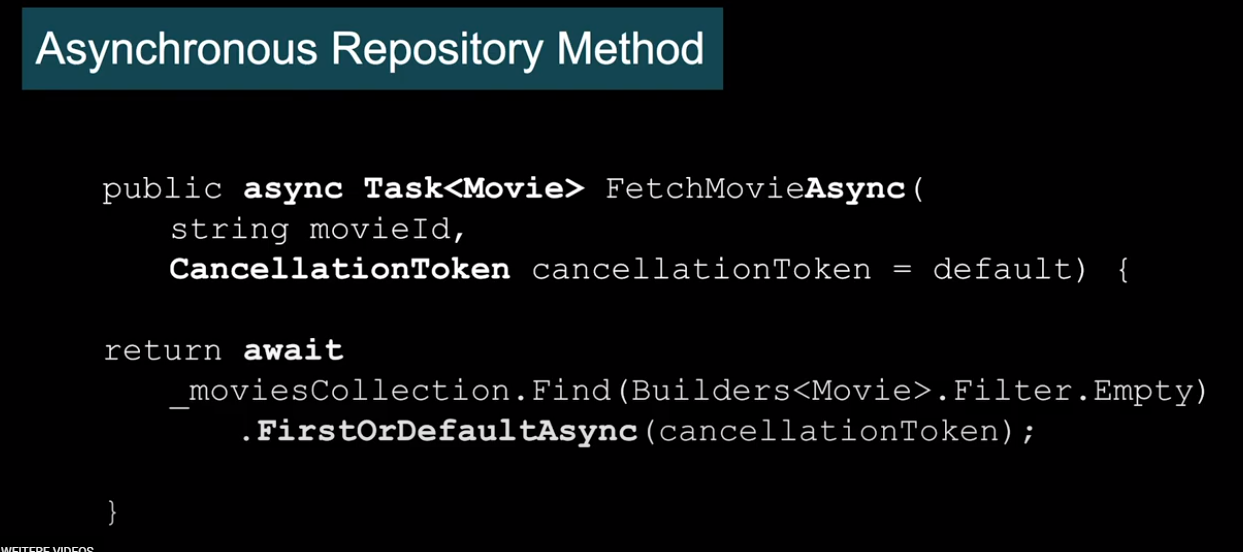 Asynchronous Repository Method
public async Task<Movie> FetchMovieAsync(
string movieId,
CancellationToken cancellationToken = default) {
return await
_moviesCollection.Find(Builders<Movie>.Filter.Empty)
.FirstOrDefaultAsync(cancellationToken);
}
WEITERE VIDEOS